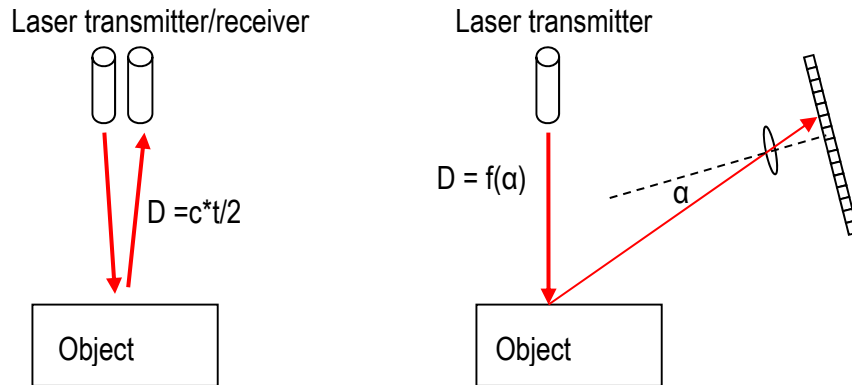 Laser transmitter/receiver
D =c*t/2
Object
Laser transmitter
D = f(α)
α
Object